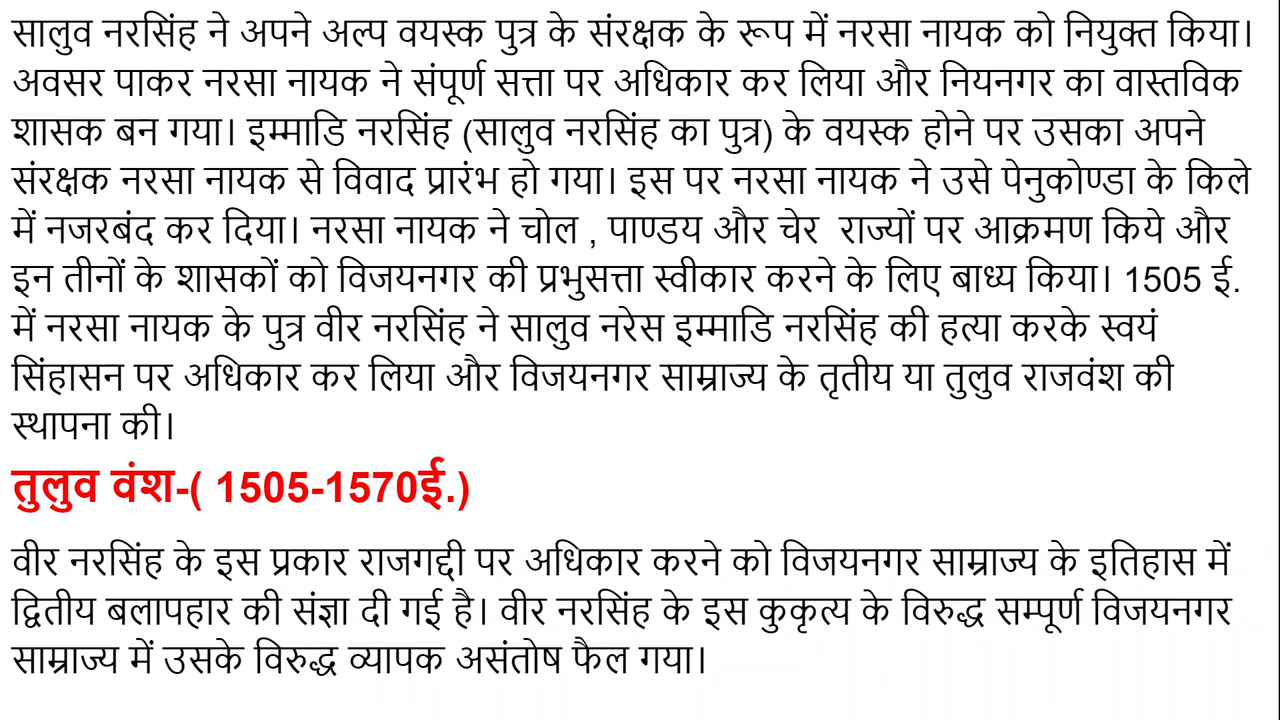 सालुव नरसिंह ने अपने अल्प वयस्क पुत्र के संरक्षक के रूप में नरसा नायक को नियुक्त किया।
अवसर पाकर नरसा नायक ने संपूर्ण सत्ता पर अधिकार कर लिया और नियनगर का वास्तविक
शासक बन गया। इम्माडि नरसिंह (सालुव नरसिंह का पुत्र) के वयस्क होने पर उसका अपने
संरक्षक नरसा नायक से विवाद प्रारंभ हो गया। इस पर नरसा नायक ने उसे पेनुकोण्डा के किले
में नजरबंद कर दिया। नरसा नायक ने चोल , पाण्डय और चेर  राज्यों पर आक्रमण किये और
इन तीनों के शासकों को विजयनगर की प्रभुसत्ता स्वीकार करने के लिए बाध्य किया। 1505 ई.
में नरसा नायक के पुत्र वीर नरसिंह ने सालुव नरेस इम्माडि नरसिंह की हत्या करके स्वयं
सिंहासन पर अधिकार कर लिया और विजयनगर साम्राज्य के तृतीय या तुलुव राजवंश की
स्थापना की।
तुलुव वंश-( 1505-1570ई.)
वीर नरसिंह के इस प्रकार राजगद्दी पर अधिकार करने को विजयनगर साम्राज्य के इतिहास में
द्वितीय बलापहार की संज्ञा दी गई है। वीर नरसिंह के इस कुकृत्य के विरुद्ध सम्पूर्ण विजयनगर
साम्राज्य में उसके विरुद्ध व्यापक असंतोष फैल गया।